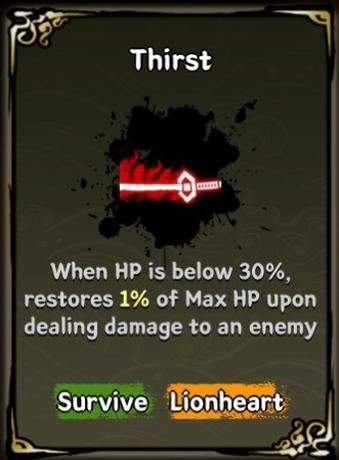 Thirst
When HP is below 30%,
restores 1% of Max HP upon
dealing damage to an enemy
Survive Lionheart